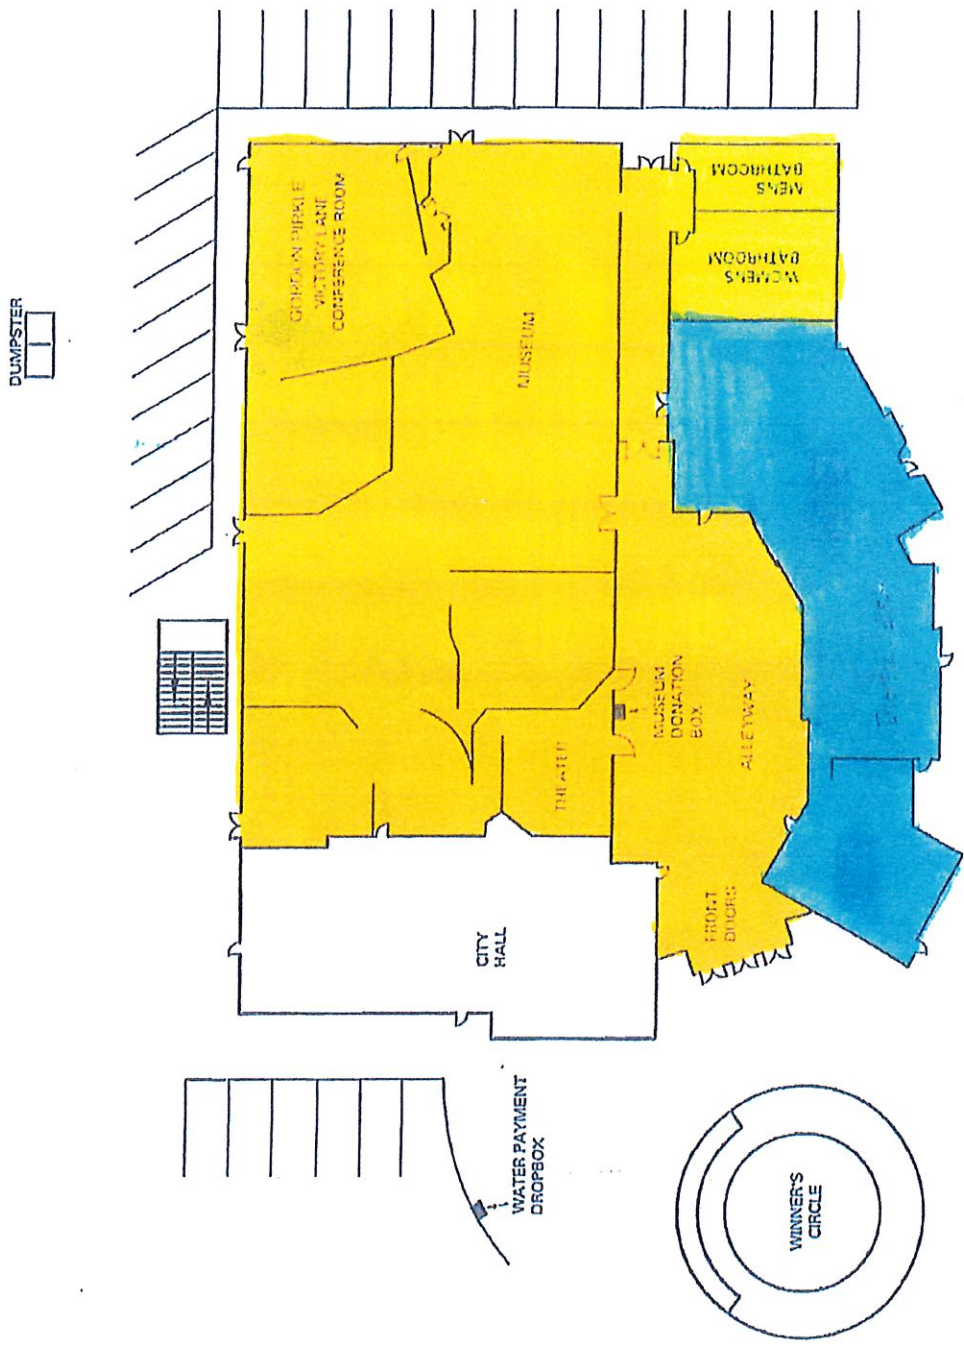 DUMPSTER
GORDON PIRKLE
VICTORY LANE
CONFERENCE ROOM
MENS
BATHROOM
WOMENS
BATHROOM
MUSEUM
MUSEUM
DONATION
BOX
ALLEYWAY
THEATER
FRONT
DOORS
CITY
HALL
WATER PAYMENT
DROPBOX
WINNER'S
CIRCLE